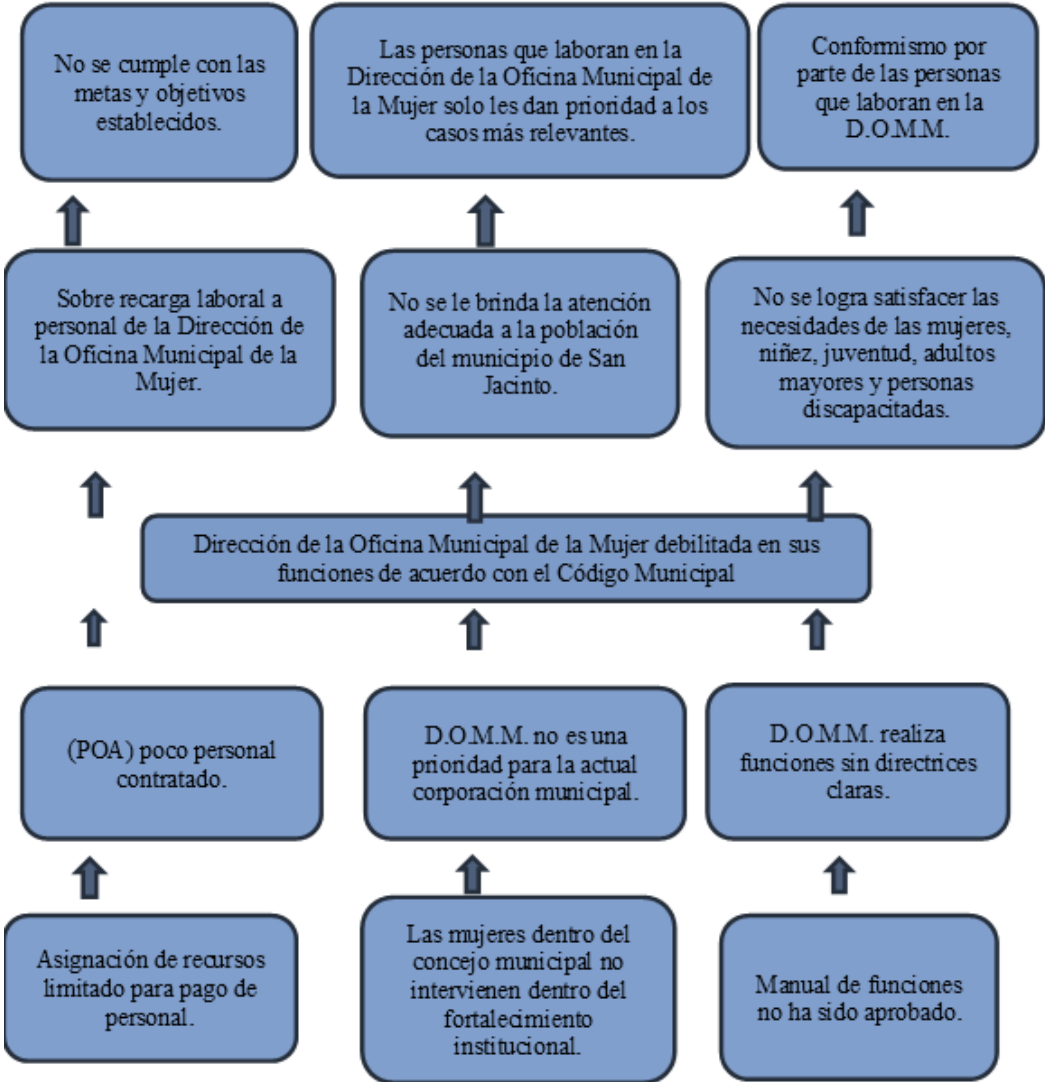 No se cumple con las
metas y objetivos
establecidos.
Las personas que laboran en la
Dirección de la Oficina Municipal de
la Mujer solo les dan prioridad a los
casos más relevantes.
Conformismo por
parte de las personas
que laboran en la
D.O.M.M.
Sobre recarga laboral a
personal de la Dirección de
la Oficina Municipal de la
Mujer.
No se le brinda la atención
adecuada a la población
del municipio de San
Jacinto.
No se logra satisfacer las
necesidades de las mujeres,
niñez, juventud, adultos
mayores y personas
discapacitadas.
Dirección de la Oficina Municipal de la Mujer debilitada en sus
funciones de acuerdo con el Código Municipal
(POA) poco personal
contratado.
D.O.M.M. no es una
prioridad para la actual
corporación municipal.
D.O.M.M. realiza
funciones sin directrices
claras.
Asignación de recursos
limitado para pago de
personal.
Las mujeres dentro del
concejo municipal no
intervienen dentro del
fortalecimiento
institucional.
Manual de funciones
no ha sido aprobado.